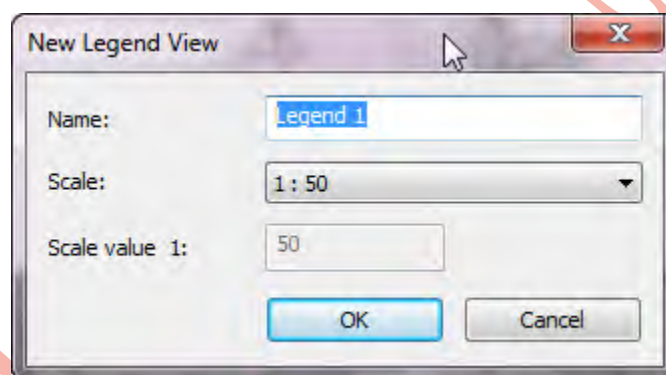 New Legend View
Name:
Legend 1
Scale:
1 : 50
Scale value 1:
50
OK
Cancel